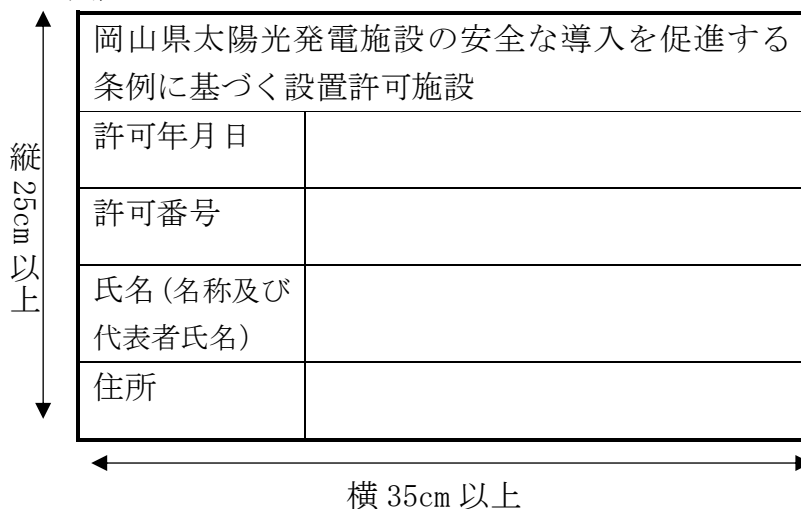 岡山県太陽光発電施設の安全な導入を促進する
条例に基づく設置許可施設
許可年月日
許可番号
氏名(名称及び
代表者氏名)
住所
縦25cm以上
横35cm以上